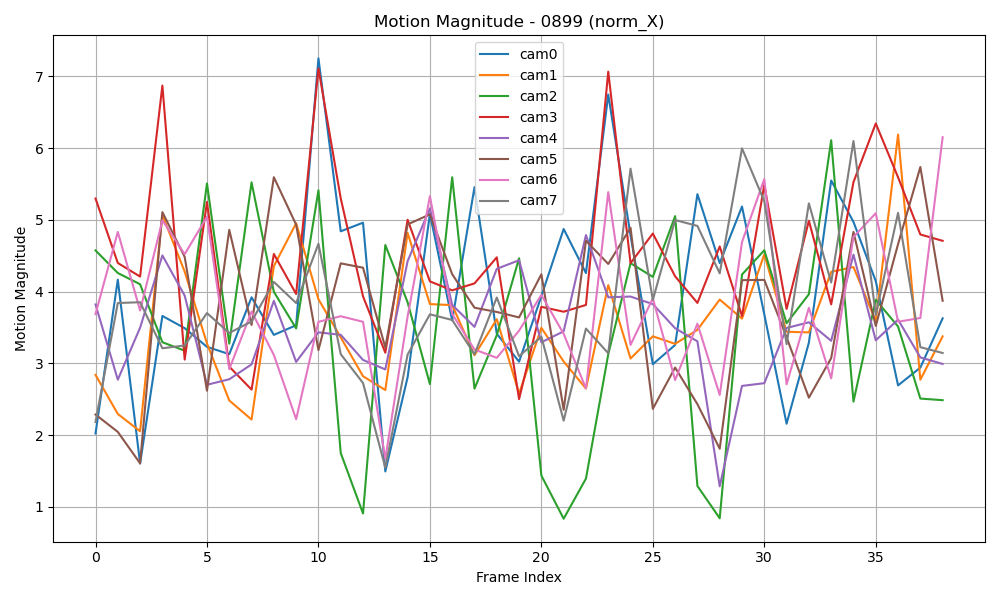 Motion Magnitude - 0899 (norm_X)
cam0
cam1
cam2
cam3
cam4
cam5
cam6
cam7
Motion Magnitude
7
6
5
4
3
2
1
0 5 10 15 20 25 30 35
Frame Index